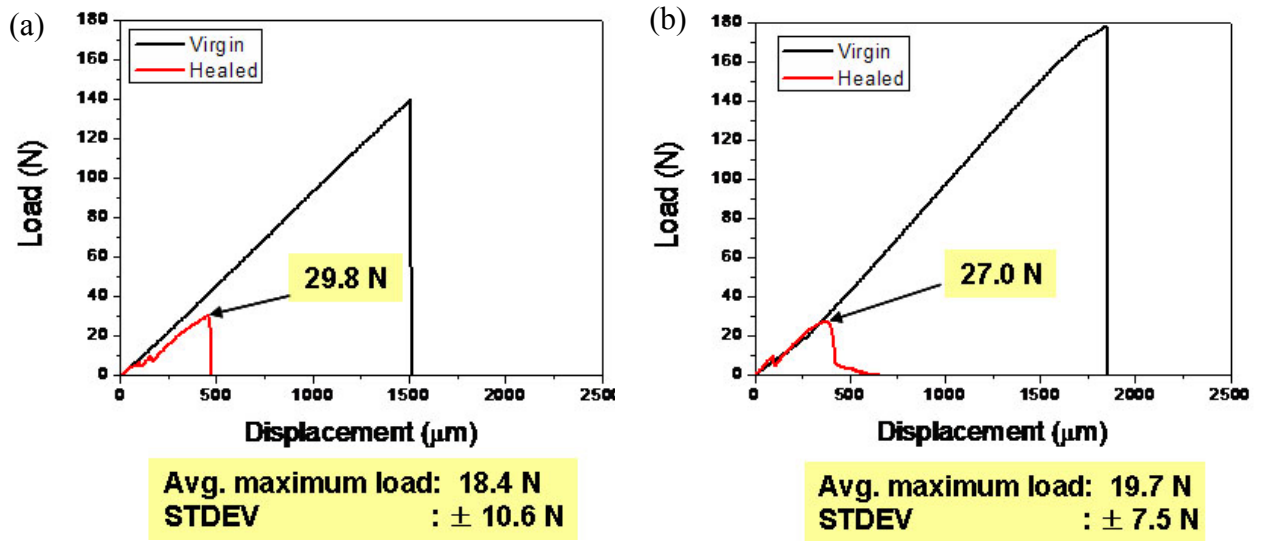 (a)
180
160
140
120
100
80
60
40
20
0
Load (N)
Virgin
Healed
29.8 N
0 500 1000 1500 2000 2500
Displacement (μm)
Avg. maximum load: 18.4 N
STDEV : ± 10.6 N
(b)
180
160
140
120
100
80
60
40
20
0
Load (N)
Virgin
Healed
27.0 N
0 500 1000 1500 2000 2500
Displacement (μm)
Avg. maximum load: 19.7 N
STDEV : ± 7.5 N